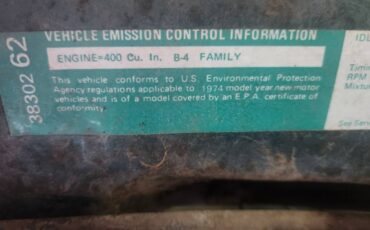 VEHICLE EMISSION CONTROL INFORMATION
ENGINE=400 Cu. In. B-4 FAMILY
This vehicle conforms to U.S. Environmental Protection
Agency regulations applicable to 1974 model year new motor
vehicles and is of a model covered by an E.P.A. certificate of
conformity.
38302 62
IDL
Timin
RPM
Mixtu
See Serv